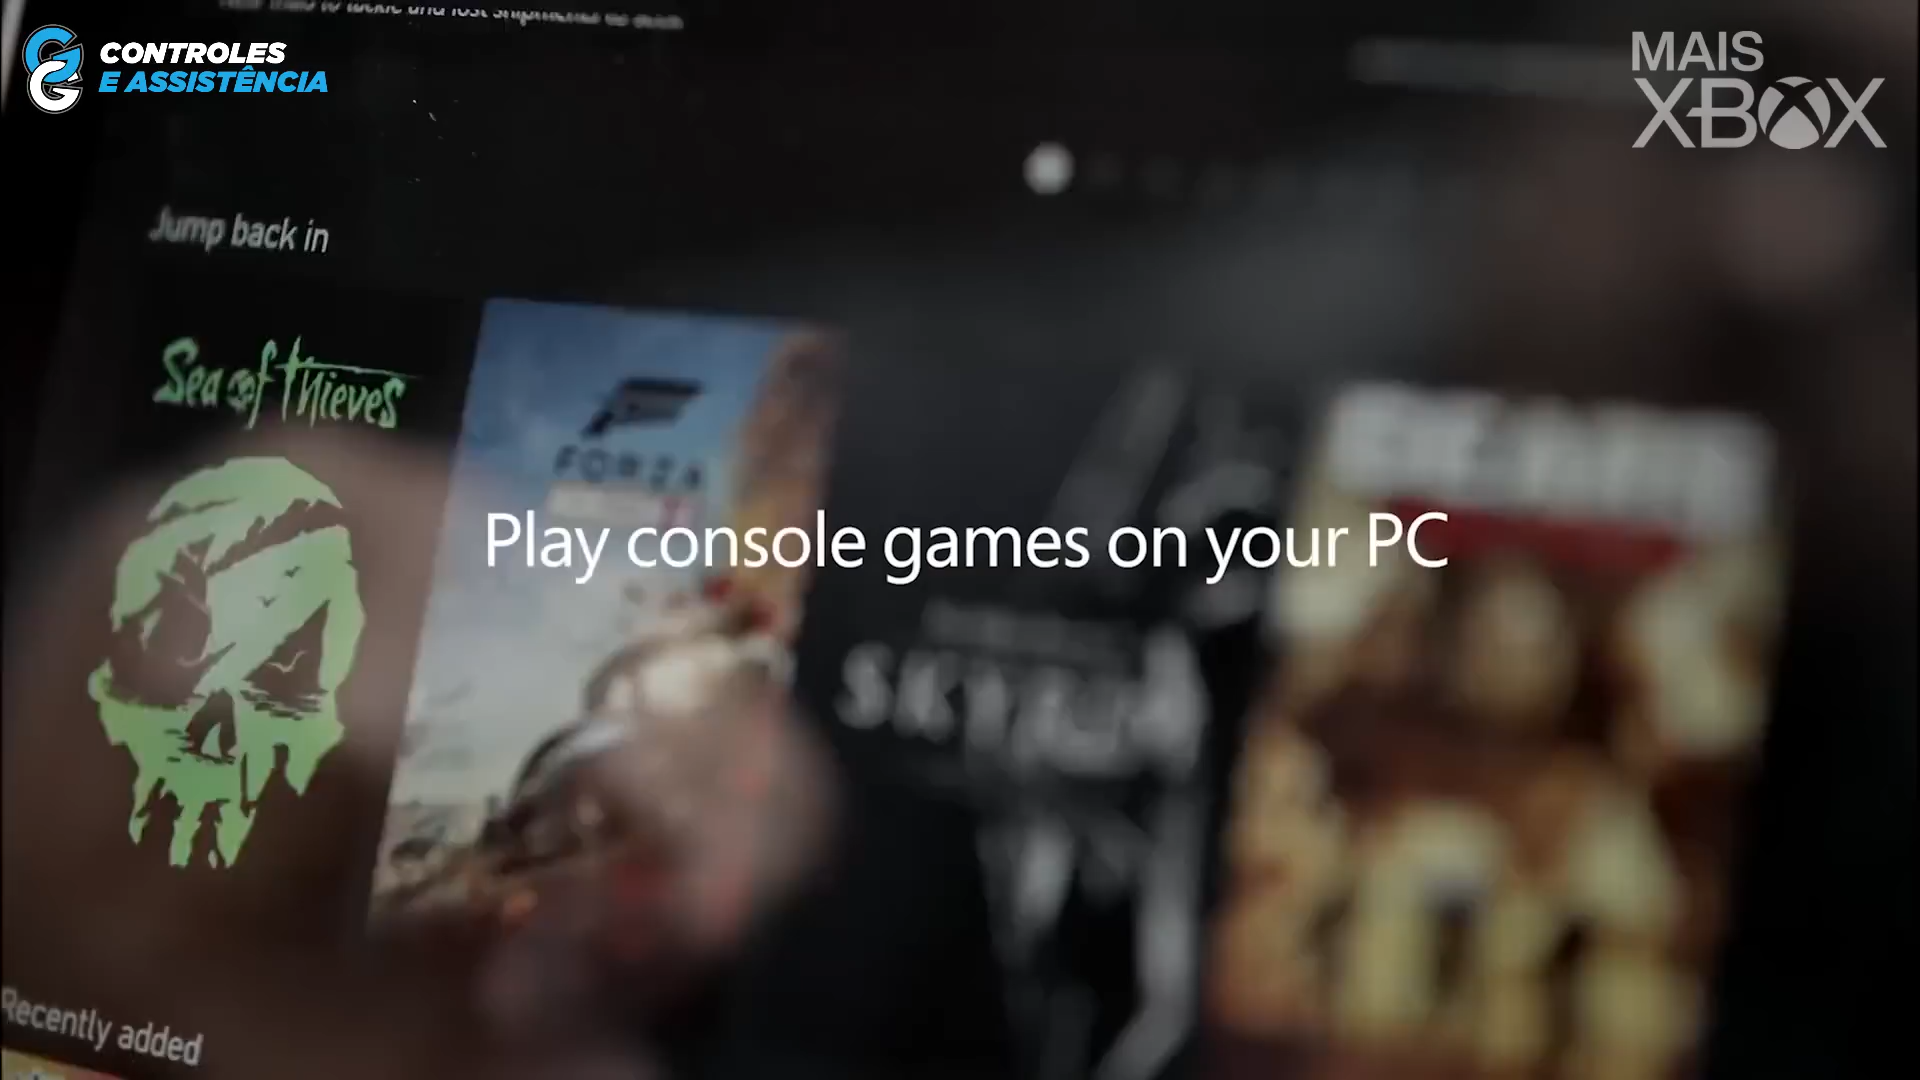 CONTROLES
E ASSISTÊNCIA
MAIS
XBOX
Jump back in
Sea of Thieves
FORZA
Play console games on your PC
SKYRIM
Recently added